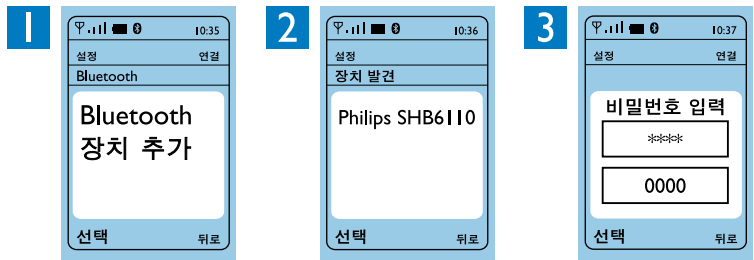 1
10:35
설정 연결
Bluetooth
Bluetooth
장치 추가
선택 뒤로
2
10:36
설정
장치 발견
Philips SHB6110
선택 뒤로
3
10:37
설정 연결
비밀번호 입력
****
0000
선택 뒤로